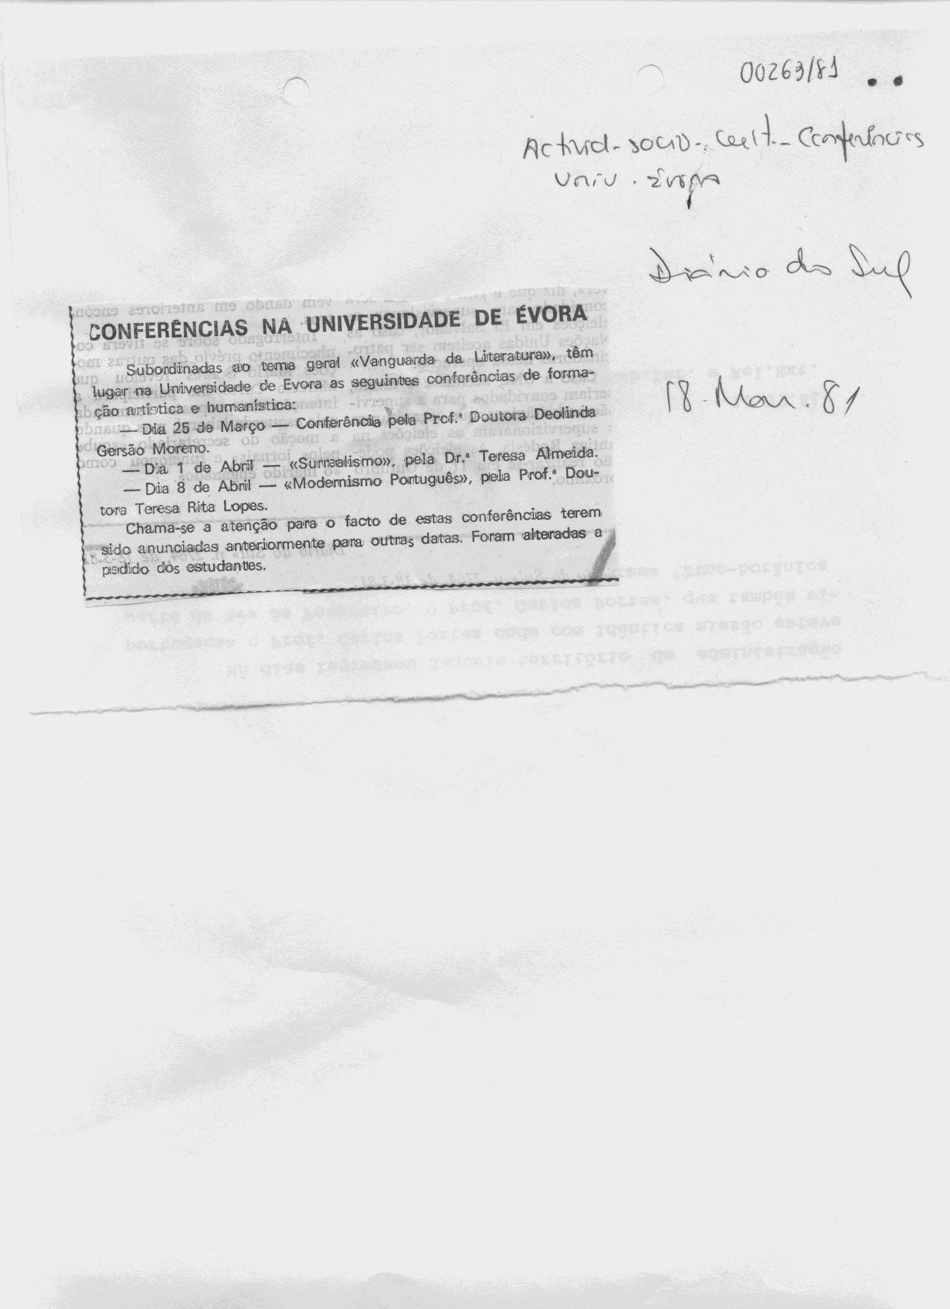 00263/81
Activid-socio-Cult.-Conferências
Univ. Évora
Diário do Sul
18-Mar.81
CONFERÊNCIAS NA UNIVERSIDADE DE ÉVORA
Subordinadas ao tema geral «Vanguarda da Literatura», têm
lugar na Universidade de Evora as seguintes conferências de forma-
ção artística e humanística:
— Dia 25 de Março — Conferência pela Prof.ª Doutora Deolinda
Gersão Moreno.
— Dia 1 de Abril — «Surrealismo», pela Dr.ª Teresa Almeida.
— Dia 8 de Abril — «Modernismo Português», pela Prof.ª Dou-
tora Teresa Rita Lopes.
Chama-se a atenção para o facto de estas conferências terem
sido anunciadas anteriormente para outras datas. Foram alteradas a
pedido dos estudantes.